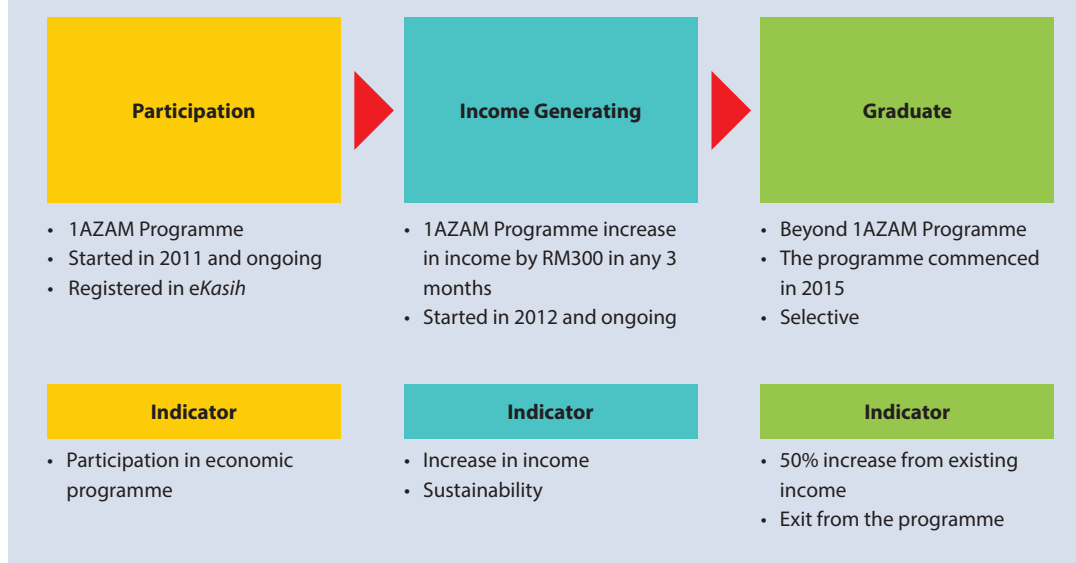 Participation
Income Generating
Graduate
• 1AZAM Programme
• Started in 2011 and ongoing
• Registered in eKasih
• 1AZAM Programme increase
in income by RM300 in any 3
months
• Started in 2012 and ongoing
• Beyond 1AZAM Programme
• The programme commenced
in 2015
• Selective
Indicator
Indicator
Indicator
• Participation in economic
programme
• Increase in income
• Sustainability
• 50% increase from existing
income
• Exit from the programme